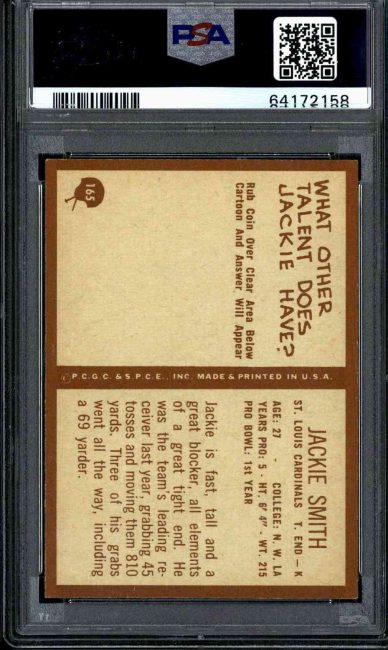 PSA
64172158
WHAT OTHER
TALENT DOES
JACKIE HAVE?
Rub Coin Over Clear Area Below
Cartoon And Answer Will Appear
165
P.C.G.C. & S.P.C.E., INC. MADE & PRINTED IN U.S.A.
JACKIE SMITH
ST. LOUIS CARDINALS T. END — K
AGE: 27 - COLLEGE: N. W. LA
YEARS PRO: 5 - HT. 6' 4" - WT. 215
PRO BOWL: 1st YEAR
Jackie is fast, tall and a
great blocker, all elements
of a great tight end. He
was the team's leading re-
ceiver last year, grabbing 45
tosses and moving them 810
yards. Three of his grabs
went all the way, including
a 69 yarder.